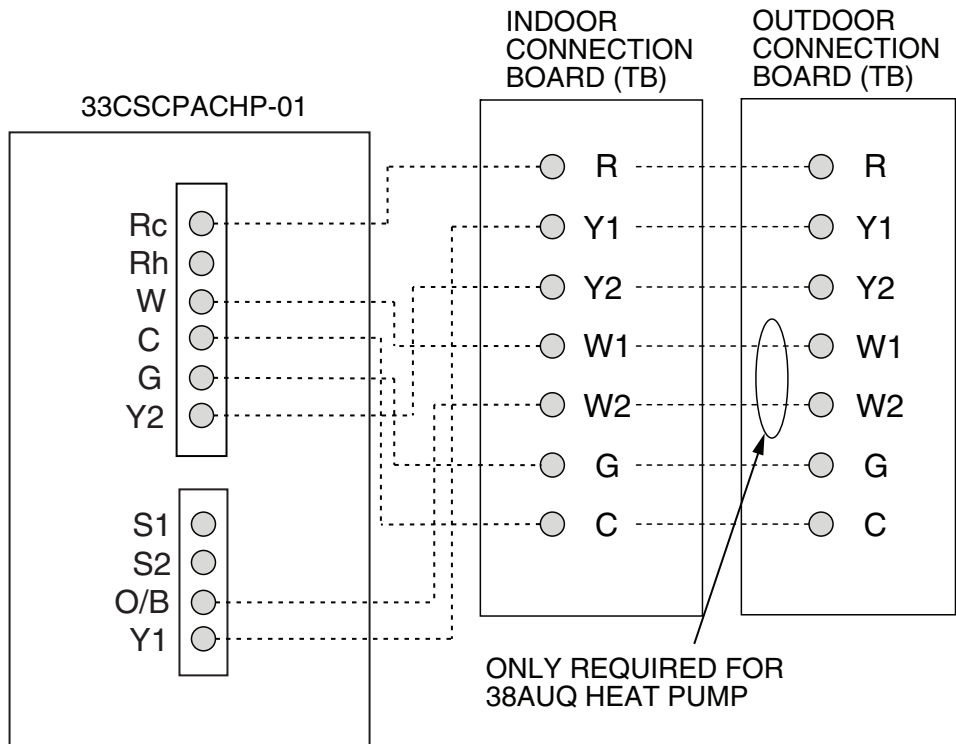 33CSCPACHP-01
Rc
Rh
W
C
G
Y2
S1
S2
O/B
Y1
INDOOR
CONNECTION
BOARD (TB)
R
Y1
Y2
W1
W2
G
C
OUTDOOR
CONNECTION
BOARD (TB)
R
Y1
Y2
W1
W2
G
C
ONLY REQUIRED FOR
38AUQ HEAT PUMP